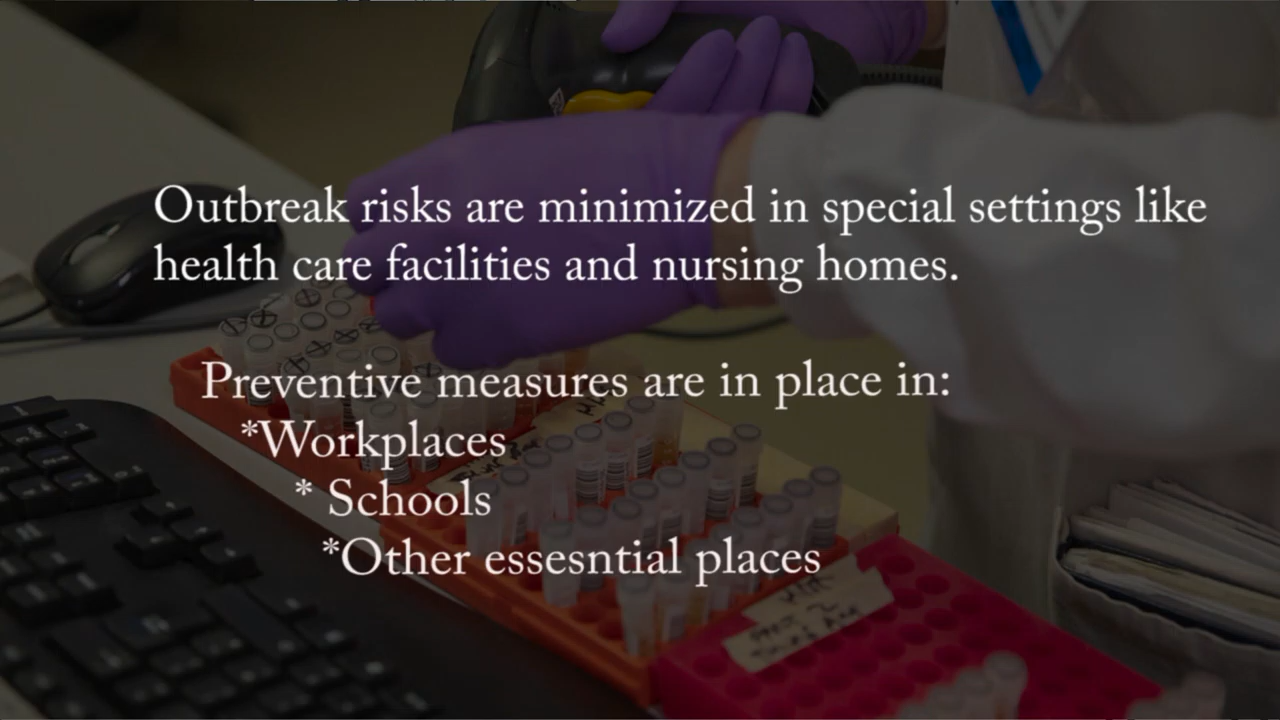 Outbreak risks are minimized in special settings like
health care facilities and nursing homes.
Preventive measures are in place in:
*Workplaces
* Schools
*Other essesntial places